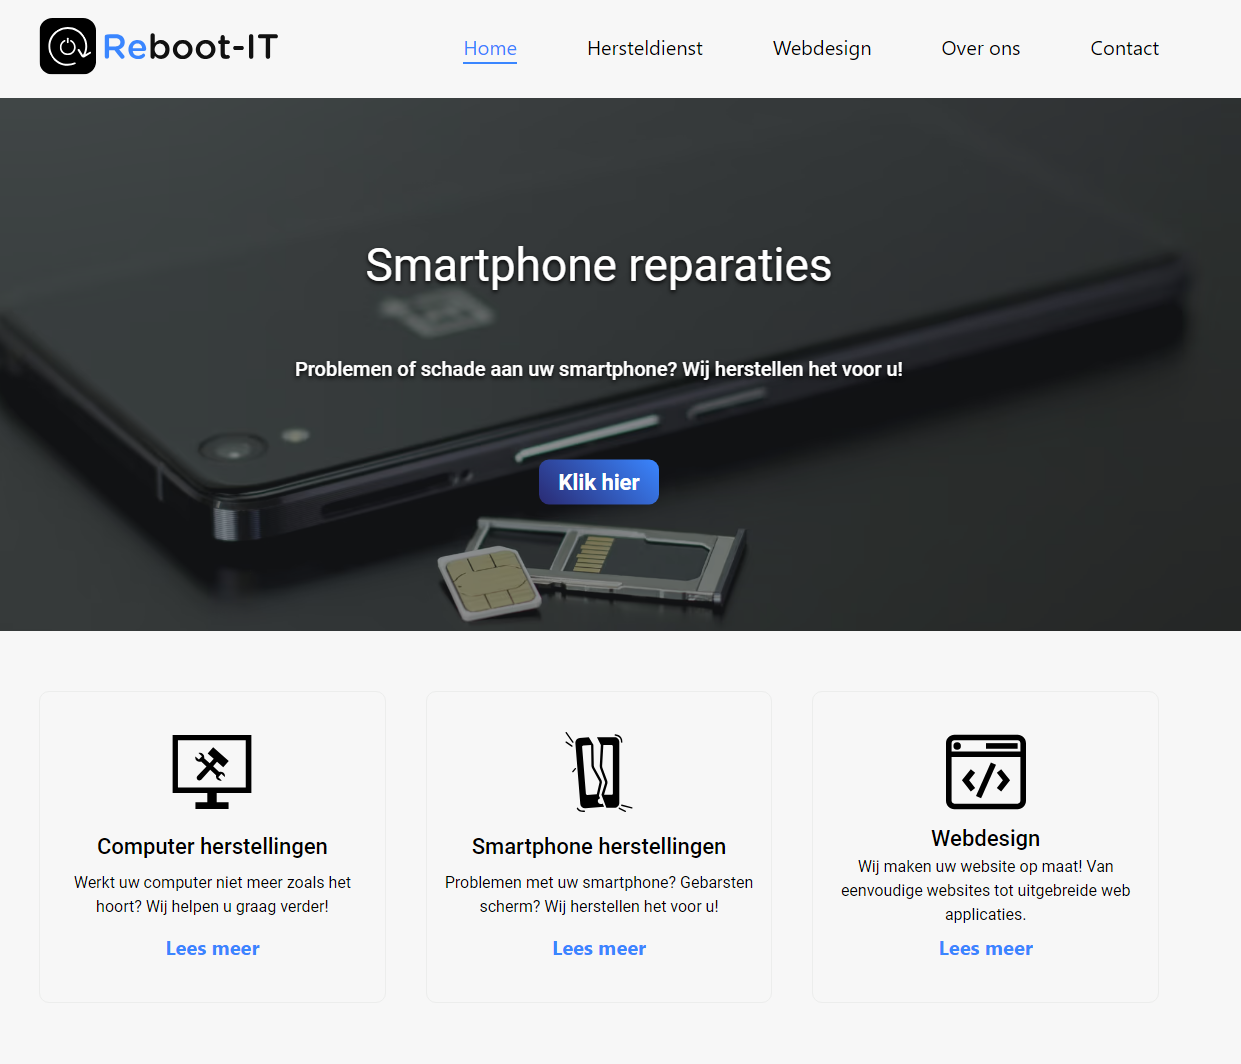 Reboot-IT
Home
Hersteldienst
Webdesign
Over ons
Contact
Smartphone reparaties
Problemen of schade aan uw smartphone? Wij herstellen het voor u!
Klik hier
Computer herstellingen
Werkt uw computer niet meer zoals het
hoort? Wij helpen u graag verder!
Lees meer
Smartphone herstellingen
Problemen met uw smartphone? Gebarsten
scherm? Wij herstellen het voor u!
Lees meer
Webdesign
Wij maken uw website op maat! Van
eenvoudige websites tot uitgebreide web
applicaties.
Lees meer